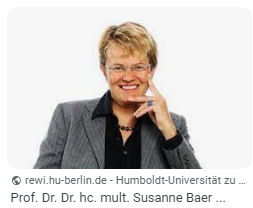 rewi.hu-berlin.de - Humboldt-Universität zu ...
Prof. Dr. Dr. hc. mult. Susanne Baer ...